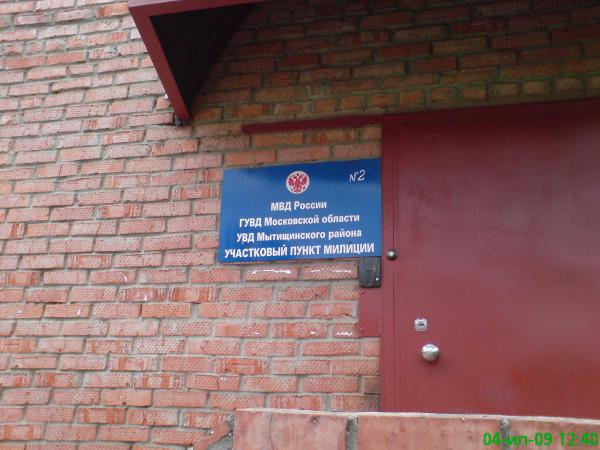 №2
МВД России
ГУВД Московской области
УВД Мытищинского района
УЧАСТКОВЫЙ ПУНКТ МИЛИЦИИ
04-ил-09 12:40